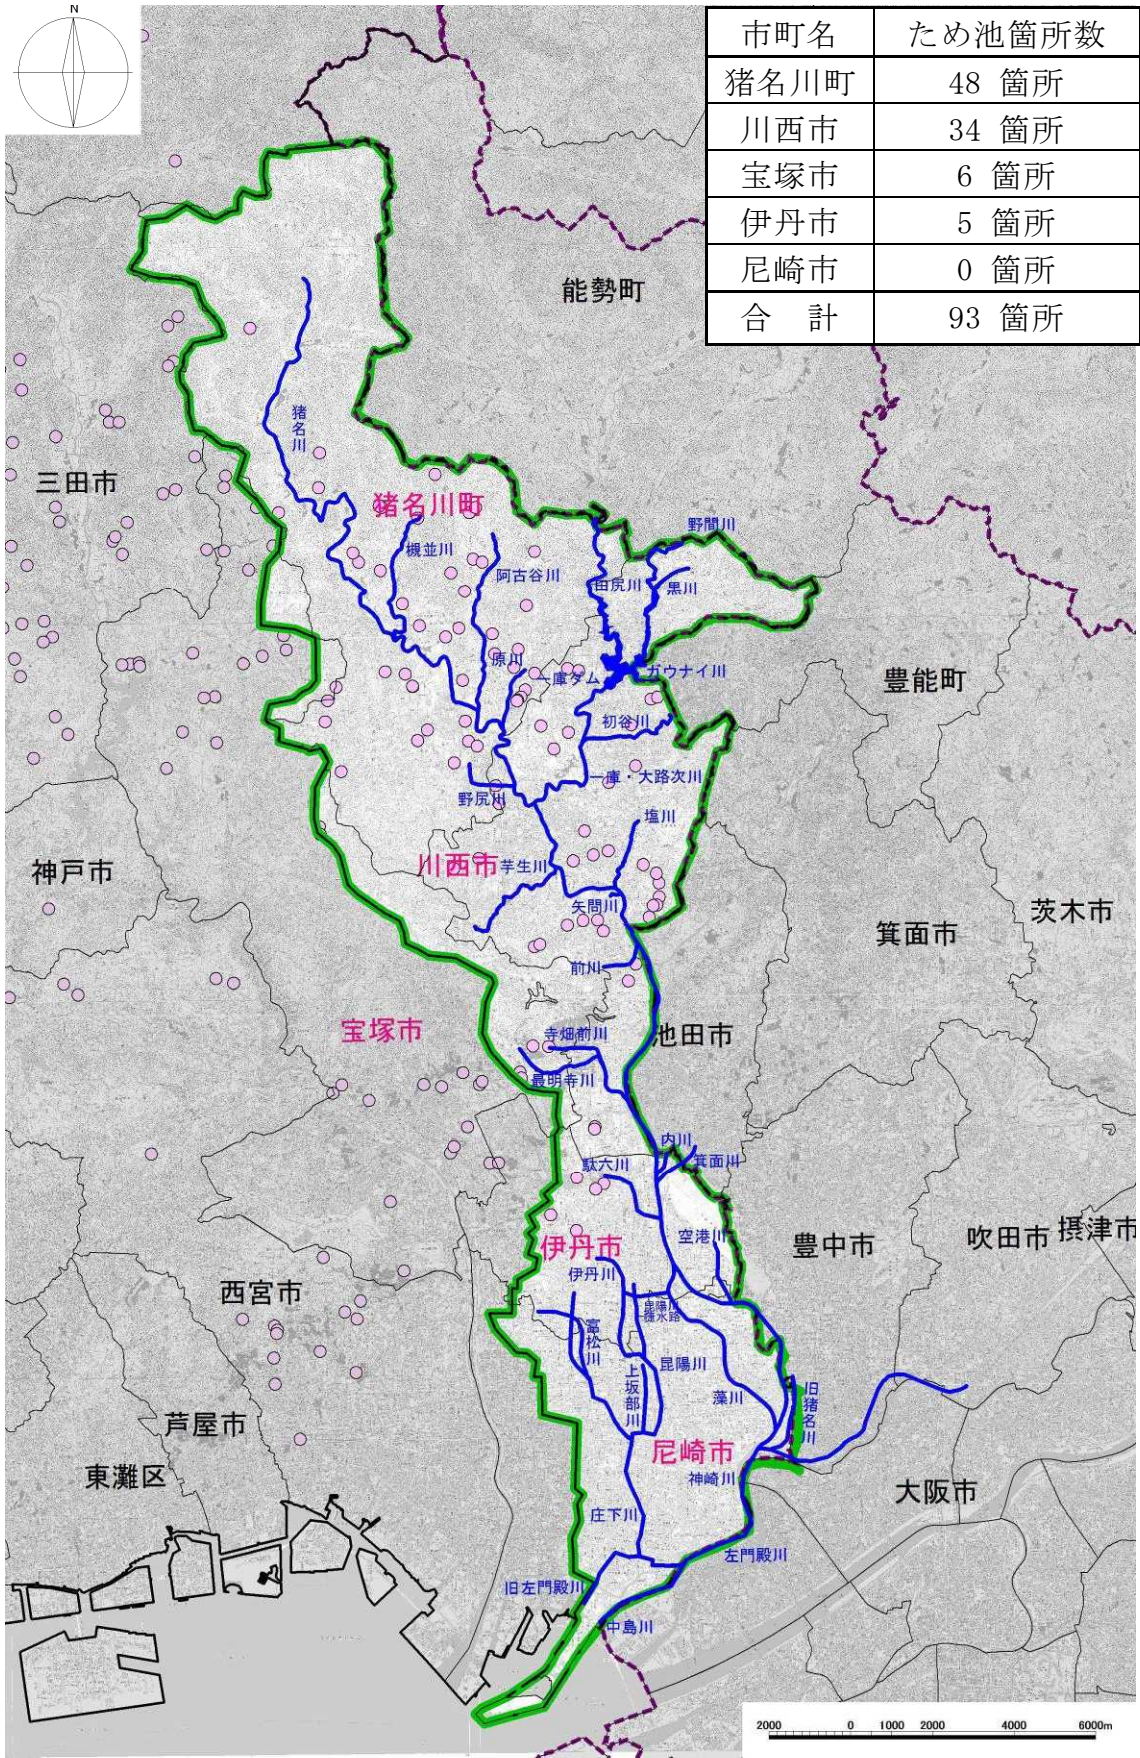 N
市町名 ため池箇所数
猪名川町 48 箇所
川西市 34 箇所
宝塚市 6 箇所
伊丹市 5 箇所
尼崎市 0 箇所
合 計 93 箇所
能勢町
猪名川
三田市
猪名川町
野間川
槻並川
阿古谷川
田尻川
黒川
原川
一庫ダム
ガウナイ川
豊能町
初谷川
一庫・大路次川
野尻川
塩川
神戸市
川西市
芋生川
矢問川
茨木市
箕面市
前川
宝塚市
寺畑前川
池田市
最明寺川
内川
駄六川
箕面川
空港川
伊丹市
豊中市
吹田市
摂津市
伊丹川
西宮市
昆陽川
捷水路
富松川
昆陽川
上坂部川
藻川
旧猪名川
芦屋市
尼崎市
東灘区
神崎川
大阪市
庄下川
左門殿川
旧左門殿川
中島川
2000 0 1000 2000 4000 6000m